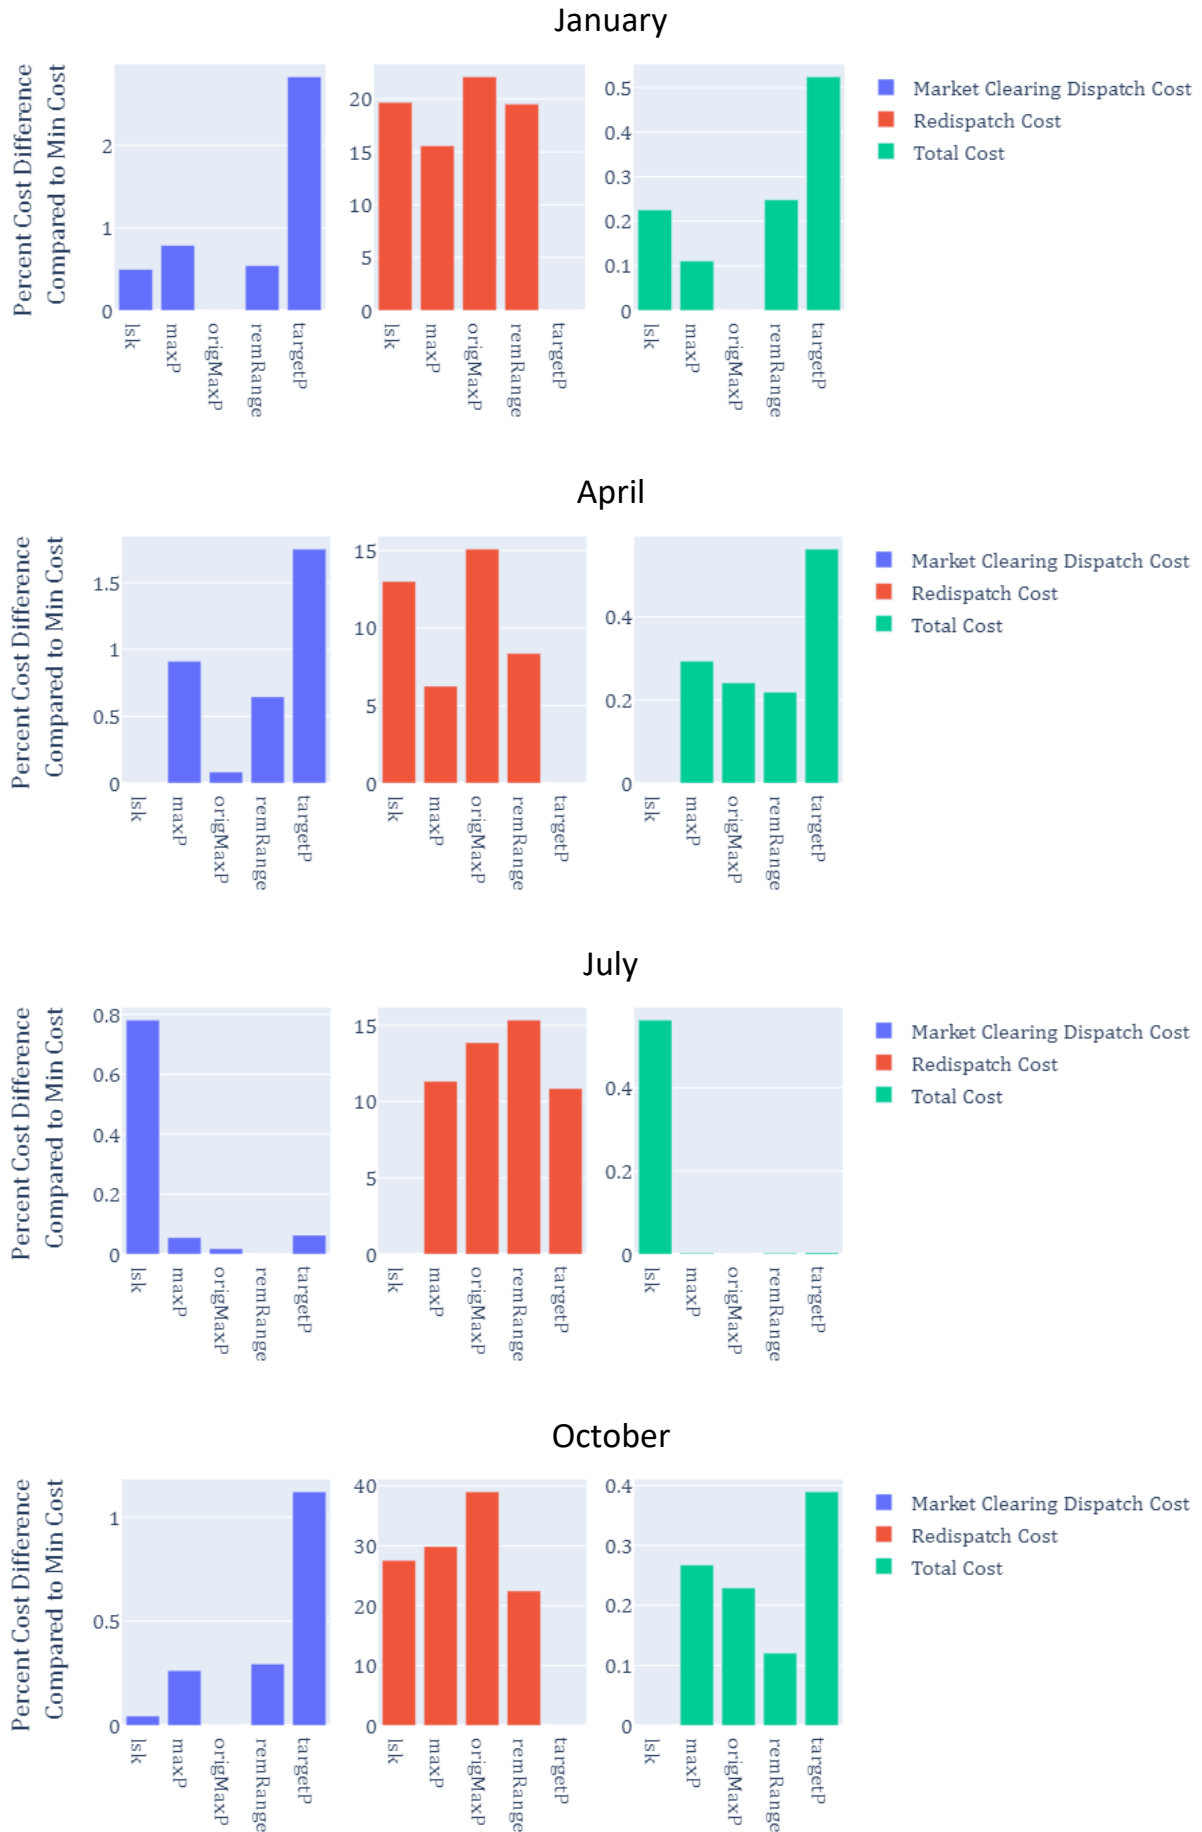 January
Percent Cost Difference
Compared to Min Cost
2
1
0
lsk
maxP
origMaxP
remRange
targetP
20
15
10
5
0
lsk
maxP
origMaxP
remRange
targetP
0.5
0.4
0.3
0.2
0.1
0
lsk
maxP
origMaxP
remRange
targetP
Market Clearing Dispatch Cost
Redispatch Cost
Total Cost
April
Percent Cost Difference
Compared to Min Cost
1.5
1
0.5
0
lsk
maxP
origMaxP
remRange
targetP
15
10
5
0
lsk
maxP
origMaxP
remRange
targetP
0.4
0.2
0
lsk
maxP
origMaxP
remRange
targetP
Market Clearing Dispatch Cost
Redispatch Cost
Total Cost
July
Percent Cost Difference
Compared to Min Cost
0.8
0.6
0.4
0.2
0
lsk
maxP
origMaxP
remRange
targetP
15
10
5
0
lsk
maxP
origMaxP
remRange
targetP
0.4
0.2
0
lsk
maxP
origMaxP
remRange
targetP
Market Clearing Dispatch Cost
Redispatch Cost
Total Cost
October
Percent Cost Difference
Compared to Min Cost
1
0.5
0
lsk
maxP
origMaxP
remRange
targetP
40
30
20
10
0
lsk
maxP
origMaxP
remRange
targetP
0.4
0.3
0.2
0.1
0
lsk
maxP
origMaxP
remRange
targetP
Market Clearing Dispatch Cost
Redispatch Cost
Total Cost